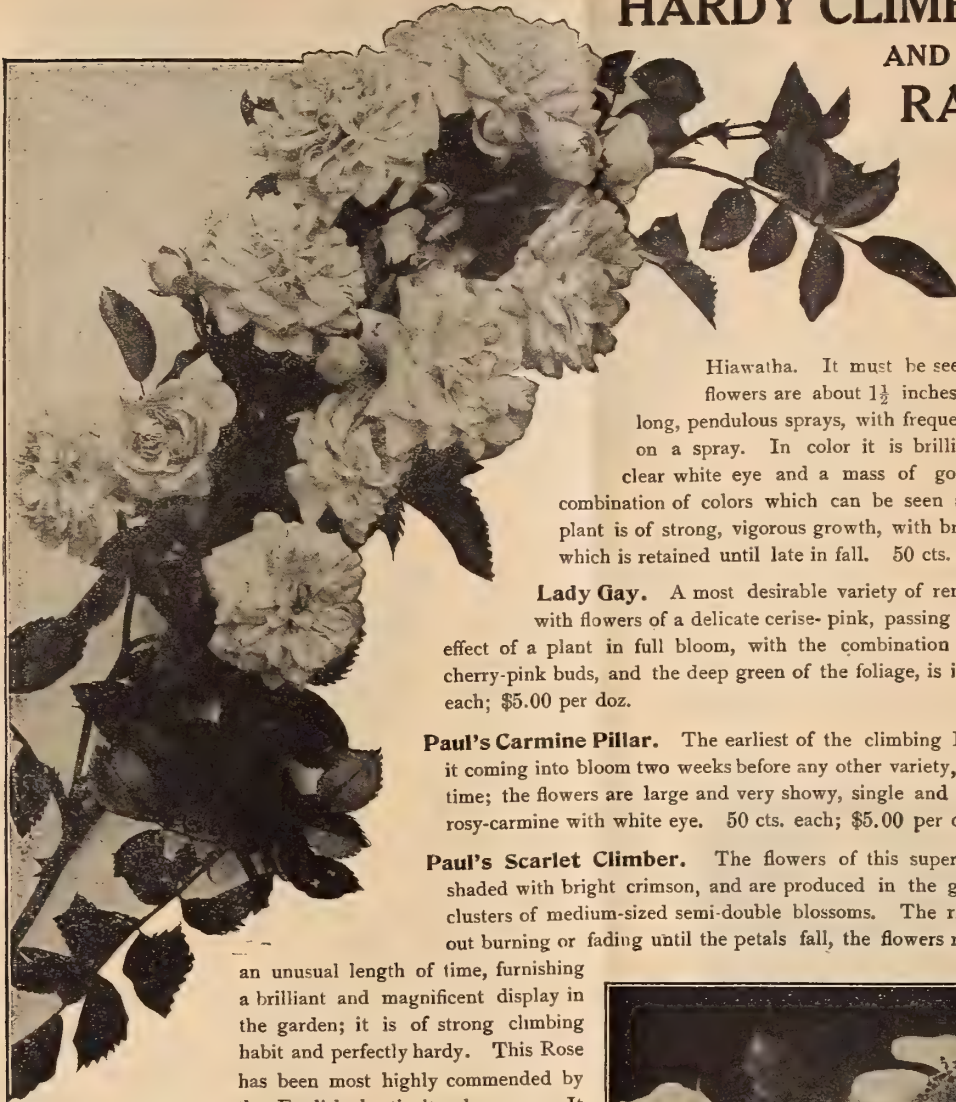 HARDY CLIMB
AND
RA
Hiawatha. It must be see
flowers are about 1½ inches
long, pendulous sprays, with freque
on a spray. In color it is brilli
clear white eye and a mass of go
combination of colors which can be seen
plant is of strong, vigorous growth, with br
which is retained until late in fall. 50 cts.
Lady Gay. A most desirable variety of rem
with flowers of a delicate cerise- pink, passing
effect of a plant in full bloom, with the combination
cherry-pink buds, and the deep green of the foliage, is i
each; $5.00 per doz.
Paul's Carmine Pillar. The earliest of the climbing
it coming into bloom two weeks before any other variety,
time; the flowers are large and very showy, single and
rosy-carmine with white eye. 50 cts. each; $5.00 per d
Paul's Scarlet Climber. The flowers of this super
shaded with bright crimson, and are produced in the g
clusters of medium-sized semi-double blossoms. The r
out burning or fading until the petals fall, the flowers r
an unusual length of time, furnishing
a brilliant and magnificent display in
the garden; it is of strong climbing
habit and perfectly hardy. This Rose
has been most highly commended by
It